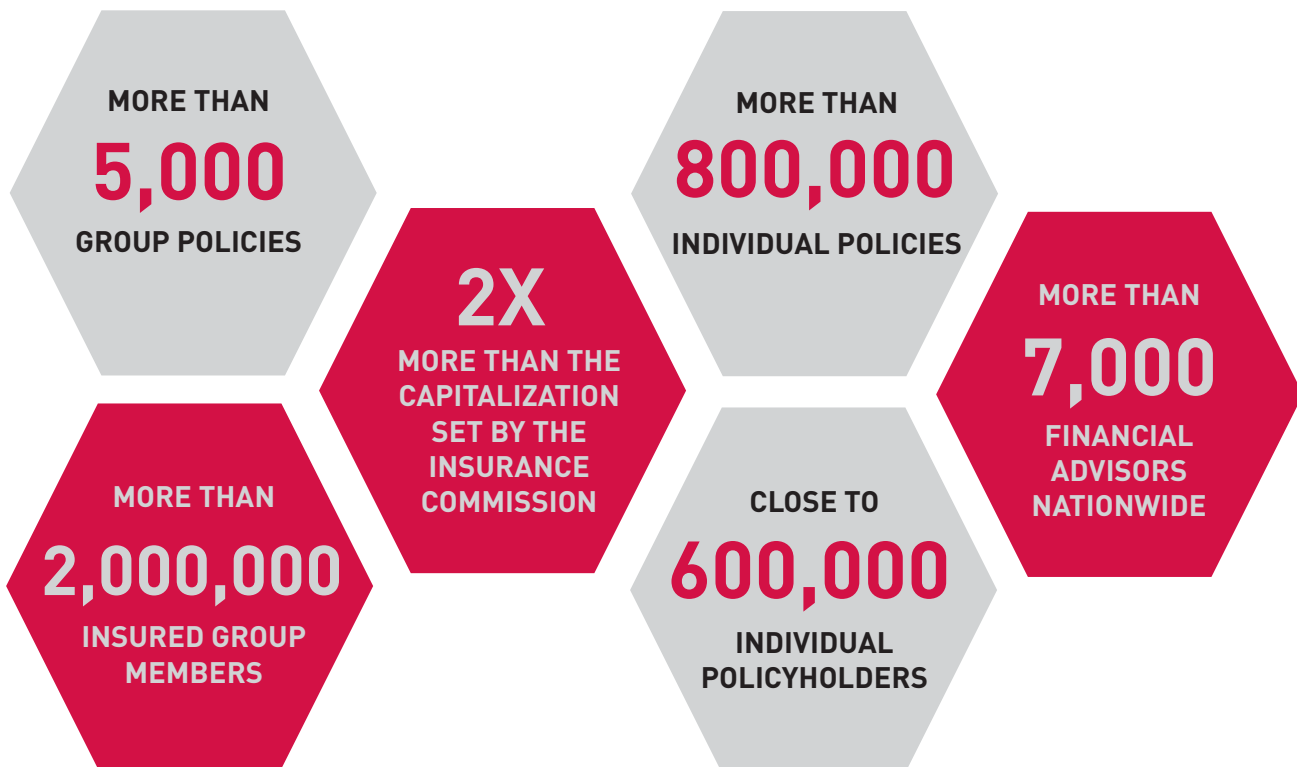 MORE THAN
5,000
GROUP POLICIES
MORE THAN
2,000,000
INSURED GROUP
MEMBERS
2X
MORE THAN THE
CAPITALIZATION
SET BY THE
INSURANCE
COMMISSION
MORE THAN
800,000
INDIVIDUAL POLICIES
CLOSE TO
600,000
INDIVIDUAL
POLICYHOLDERS
MORE THAN
7,000
FINANCIAL
ADVISORS
NATIONWIDE